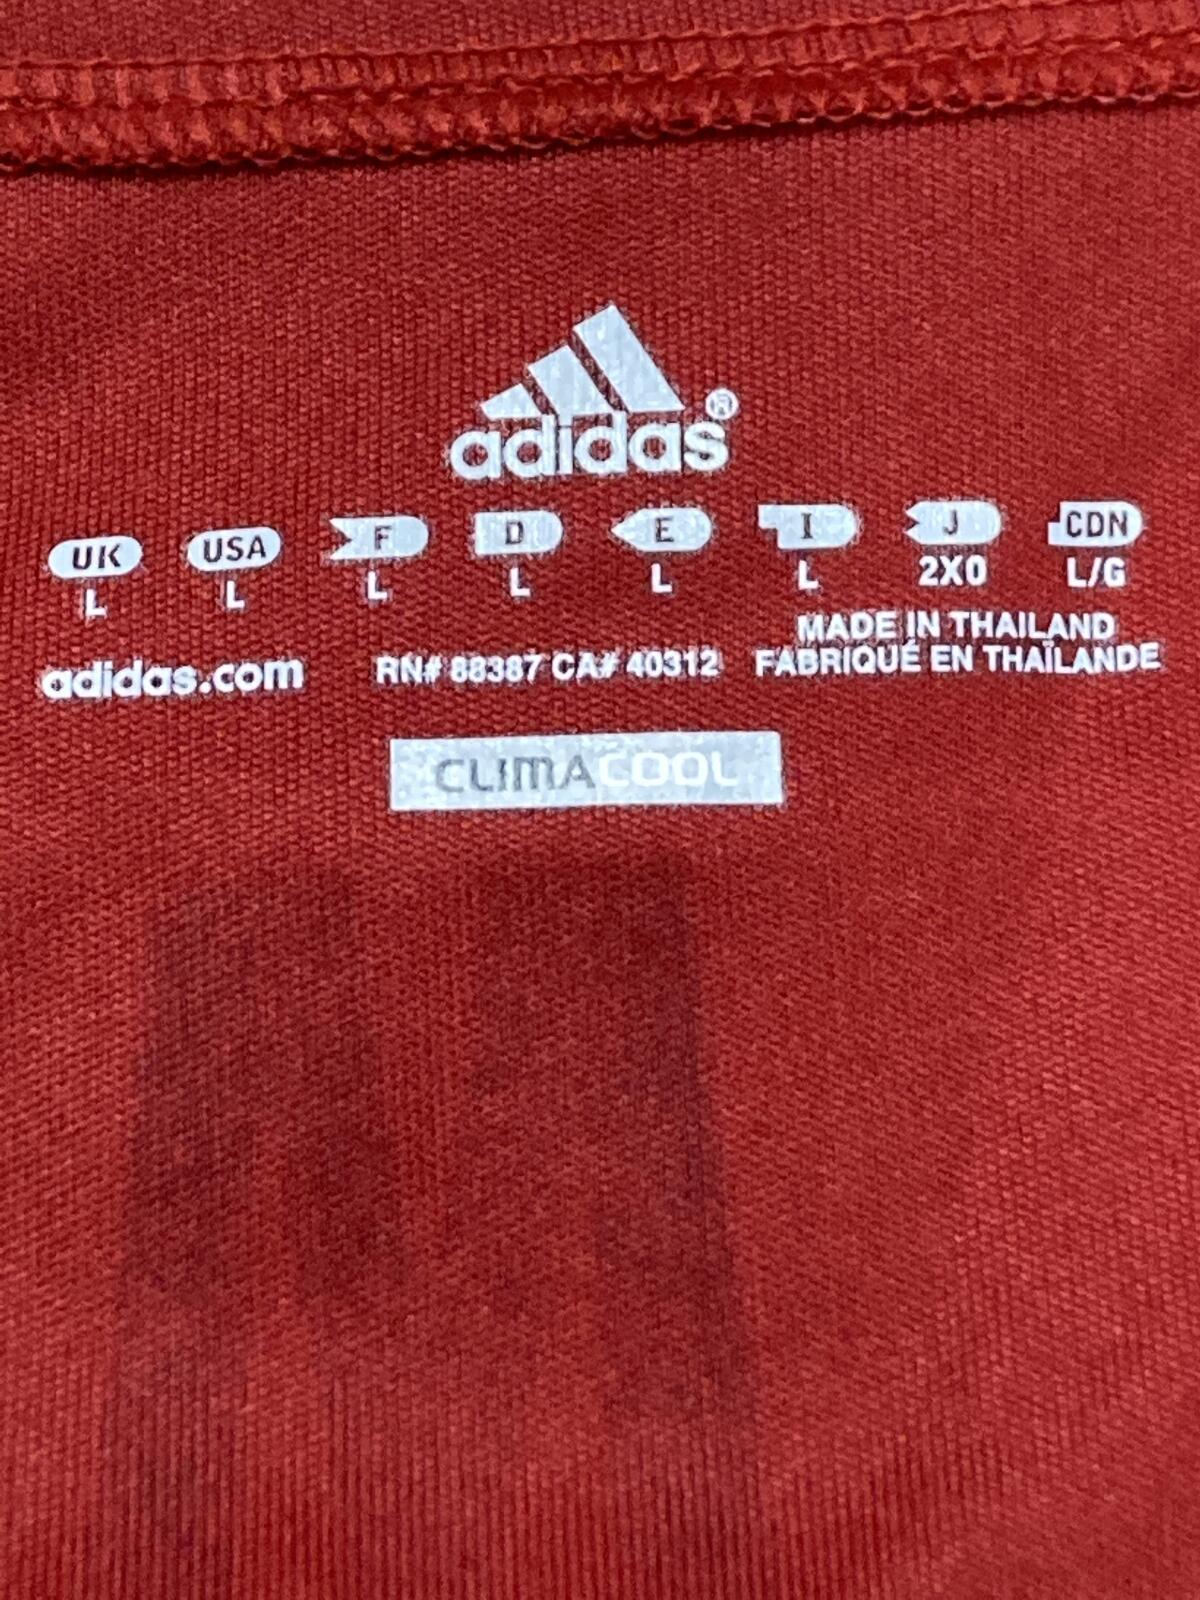 adidas®
UK USA F D E I J CDN
L L L L L L 2XO L/G
adidas.com RN# 88387 CA# 40312 MADE IN THAILAND
FABRIQUÉ EN THAÏLANDE
CLIMACOOL